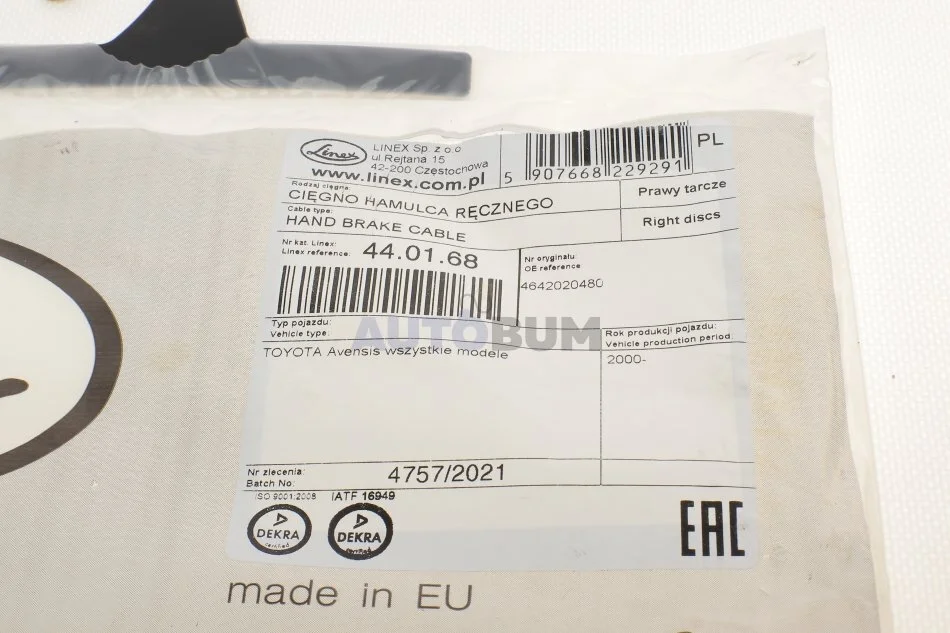 Linex
LINEX Sp. z o.o
ul.Rejtana 15
42-200 Częstochowa
www.linex.com.pl
5 907668 229291
PL
Rodzaj cięgna:
CIĘGNO HAMULCA RĘCZNEGO
Prawy tarcze
Cable type:
HAND BRAKE CABLE
Right discs
Nr kat. Linex:
Linex reference:
44.01.68
Nr oryginału:
OE reference
4642020480
AUTOBUM
Typ pojazdu:
Vehicle type:
TOYOTA Avensis wszystkie modele
Rok produkcji pojazdu:
Vehicle production period:
2000-
Nr zlecenia:
Batch No:
4757/2021
ISO 9001:2008
IATF 16949
DEKRA
certified
DEKRA
certified
EAC
made in EU